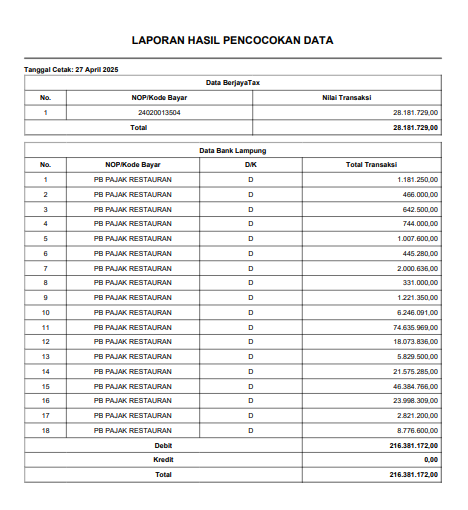 LAPORAN HASIL PENCOCOKAN DATA
Tanggal Cetak: 27 April 2025
Data BerjayaTax
No. NOP/Kode Bayar Nilai Transaksi
1 24020013504 28.181.729,00
Total 28.181.729,00
Data Bank Lampung
No. NOP/Kode Bayar D/K Total Transaksi
1 PB PAJAK RESTAURAN D 1.181.250,00
2 PB PAJAK RESTAURAN D 466.000,00
3 PB PAJAK RESTAURAN D 642.500,00
4 PB PAJAK RESTAURAN D 744.000,00
5 PB PAJAK RESTAURAN D 1.007.600,00
6 PB PAJAK RESTAURAN D 445.280,00
7 PB PAJAK RESTAURAN D 2.000.636,00
8 PB PAJAK RESTAURAN D 331.000,00
9 PB PAJAK RESTAURAN D 1.221.350,00
10 PB PAJAK RESTAURAN D 6.246.091,00
11 PB PAJAK RESTAURAN D 74.635.969,00
12 PB PAJAK RESTAURAN D 18.073.836,00
13 PB PAJAK RESTAURAN D 5.829.500,00
14 PB PAJAK RESTAURAN D 21.575.285,00
15 PB PAJAK RESTAURAN D 46.384.766,00
16 PB PAJAK RESTAURAN D 23.998.309,00
17 PB PAJAK RESTAURAN D 2.821.200,00
18 PB PAJAK RESTAURAN D 8.776.600,00
Debit 216.381.172,00
Kredit 0,00
Total 216.381.172,00